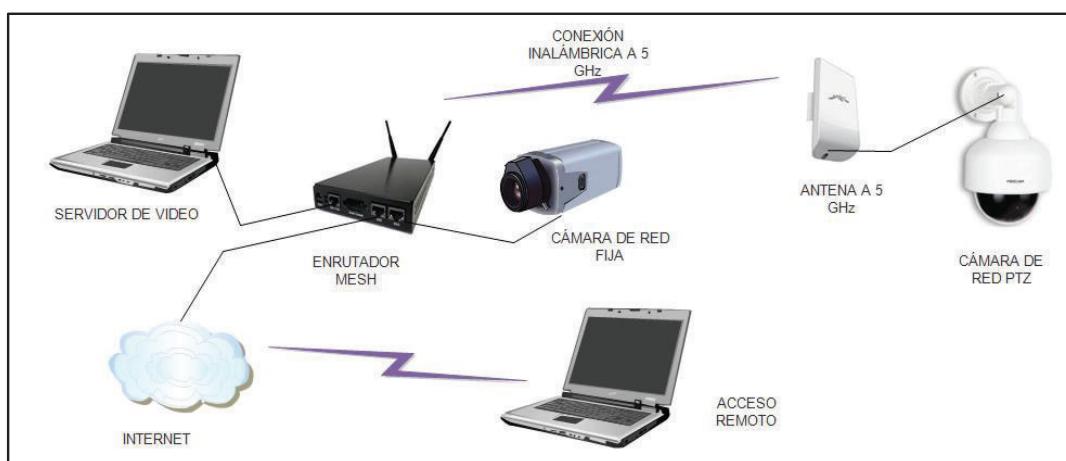 CONEXIÓN
INALÁMBRICA A 5
GHz
SERVIDOR DE VIDEO
ENRUTADOR
MESH
CÁMARA DE RED
FIJA
ANTENA A 5
GHz
CÁMARA DE
RED PTZ
INTERNET
ACCESO
REMOTO